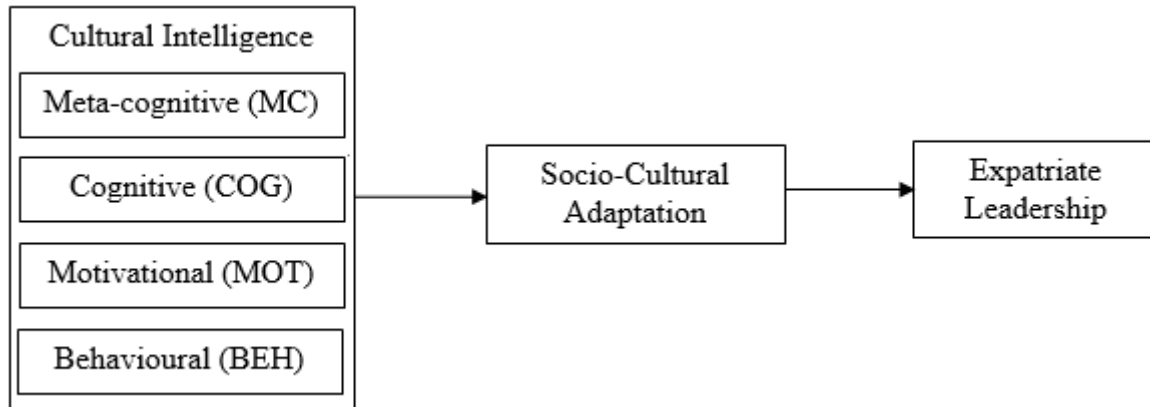 Cultural Intelligence
Meta-cognitive (MC)
Cognitive (COG)
Motivational (MOT)
Behavioural (BEH)
Socio-Cultural
Adaptation
Expatriate
Leadership